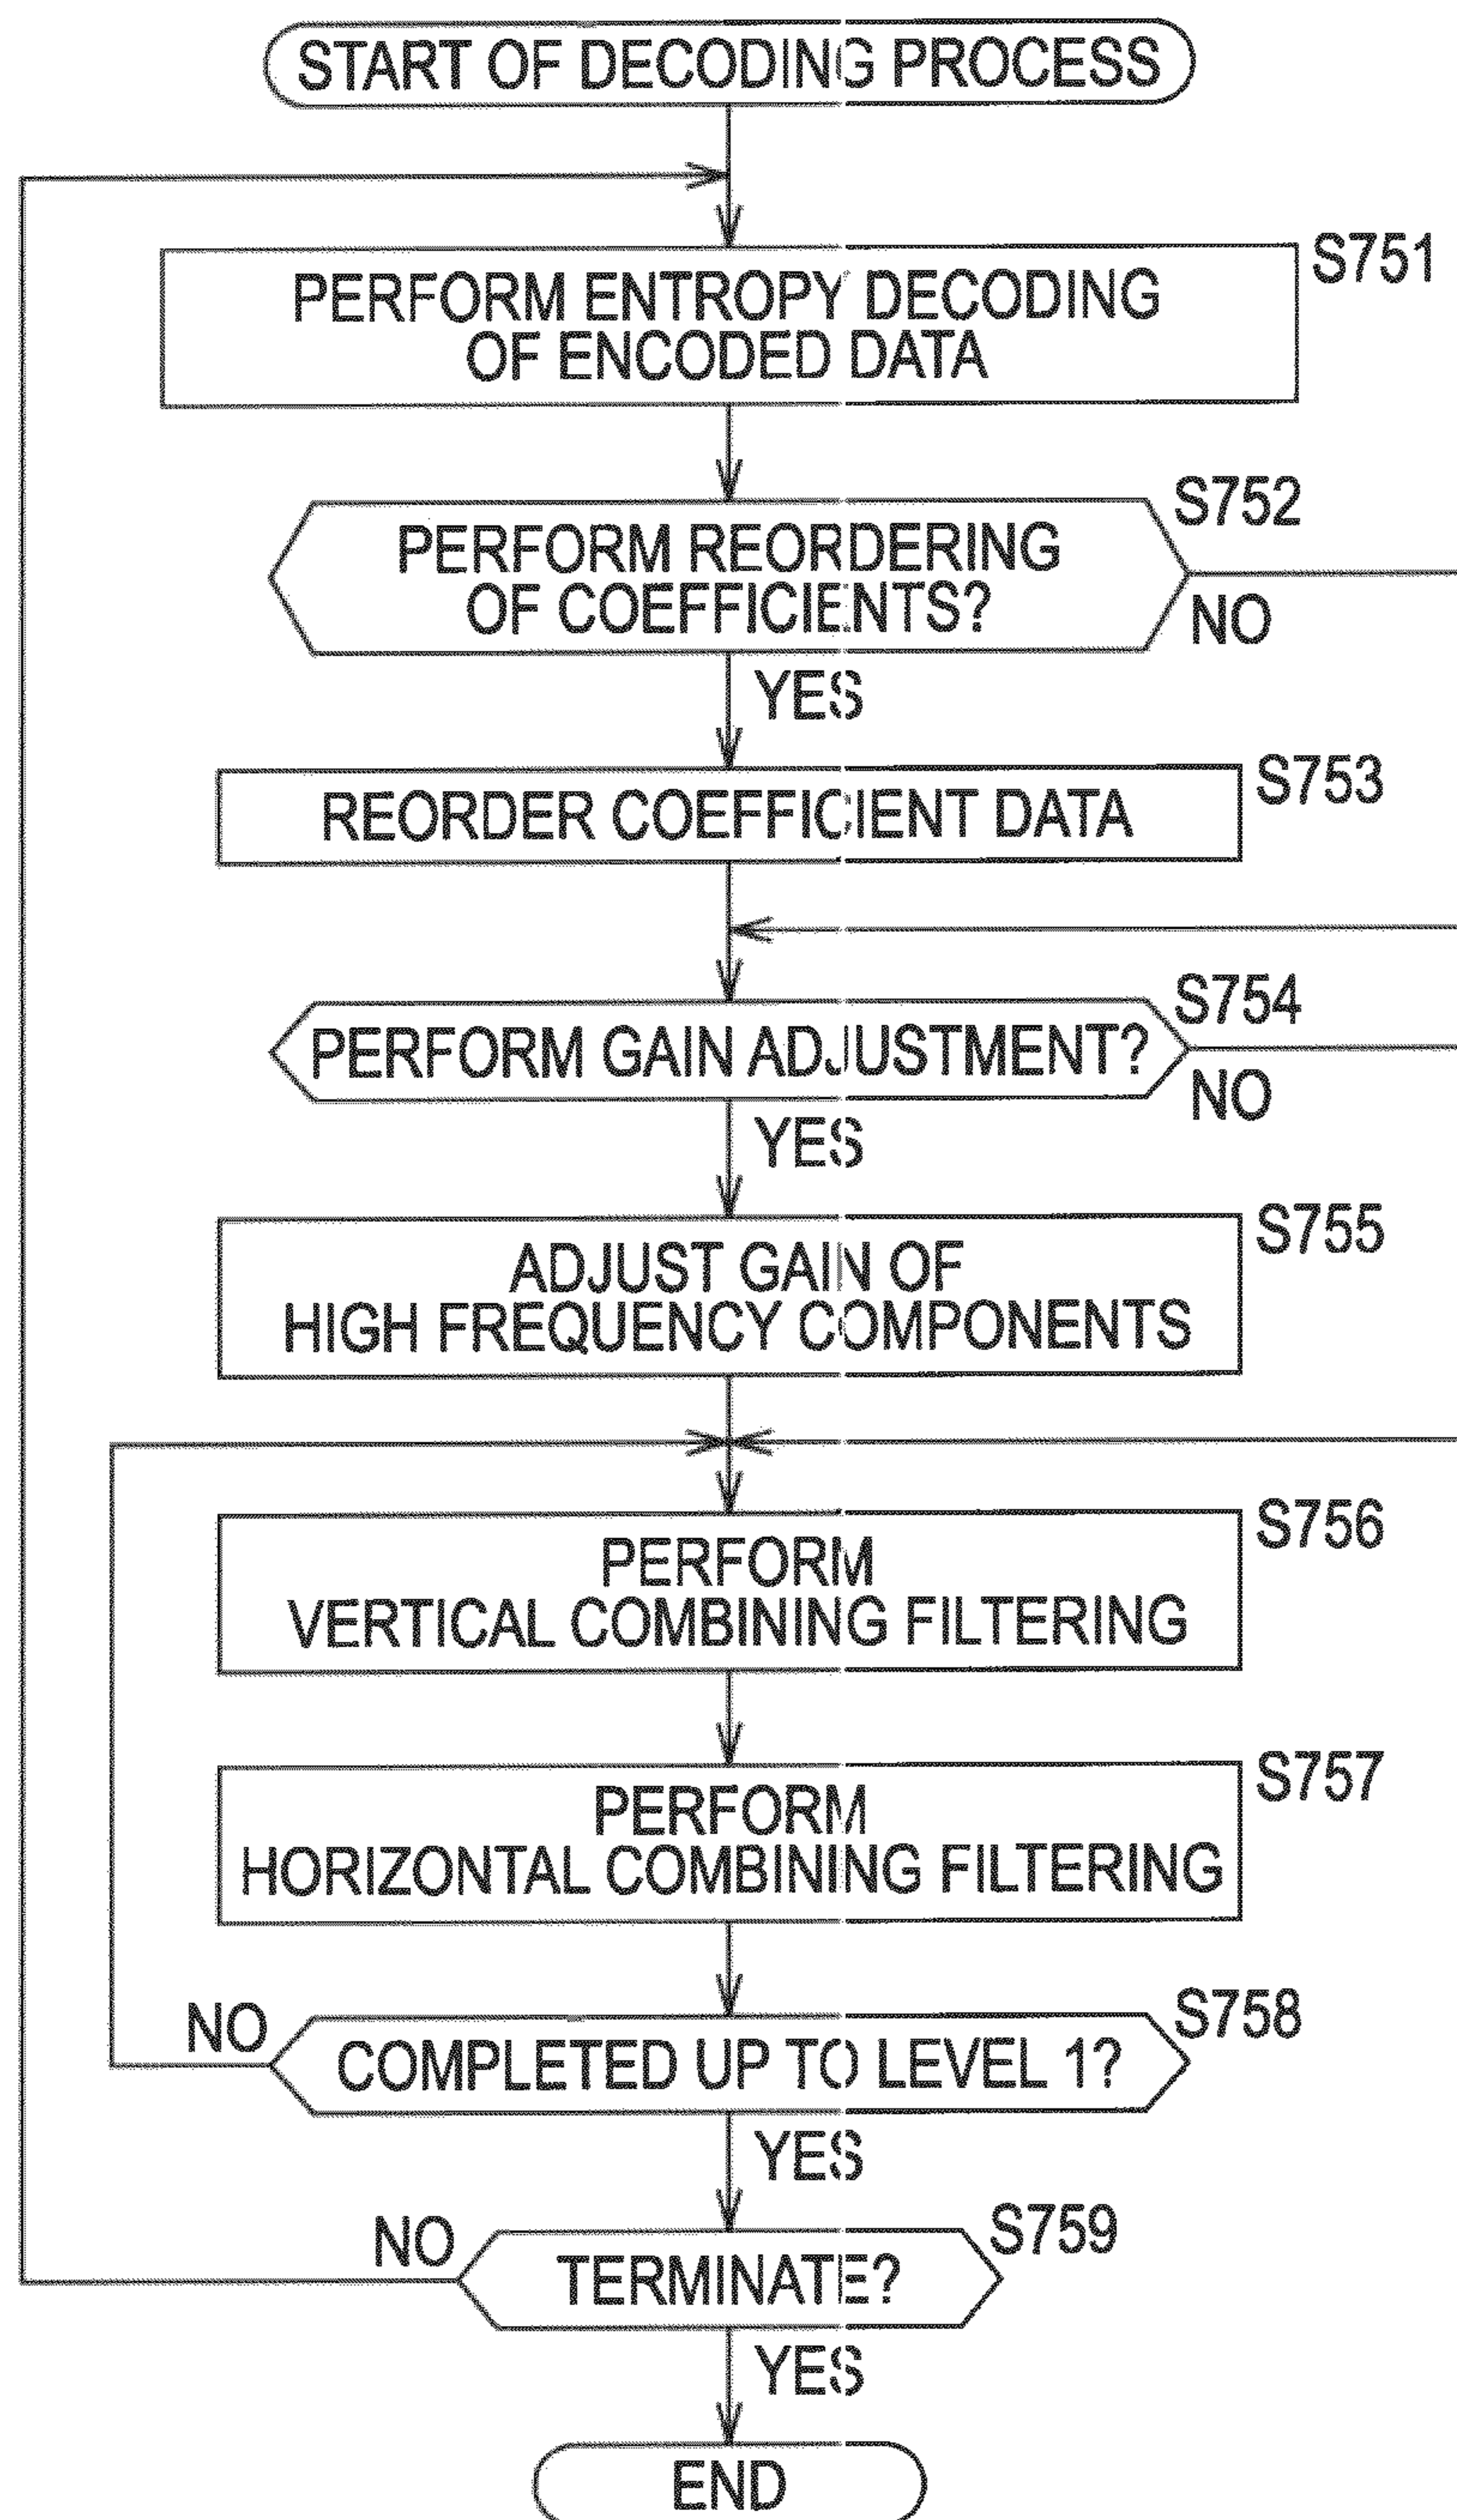 START OF DECODING PROCESS
S751
PERFORM ENTROPY DECODING
OF ENCODED DATA
S752
PERFORM REORDERING
OF COEFFICIENTS?
NO
YES
S753
REORDER COEFFICIENT DATA
S754
PERFORM GAIN ADJUSTMENT?
NO
YES
S755
ADJUST GAIN OF
HIGH FREQUENCY COMPONENTS
S756
PERFORM
VERTICAL COMBINING FILTERING
S757
PERFORM
HORIZONTAL COMBINING FILTERING
S758
NO
COMPLETED UP TO LEVEL 1?
YES
S759
NO
TERMINATE?
YES
END